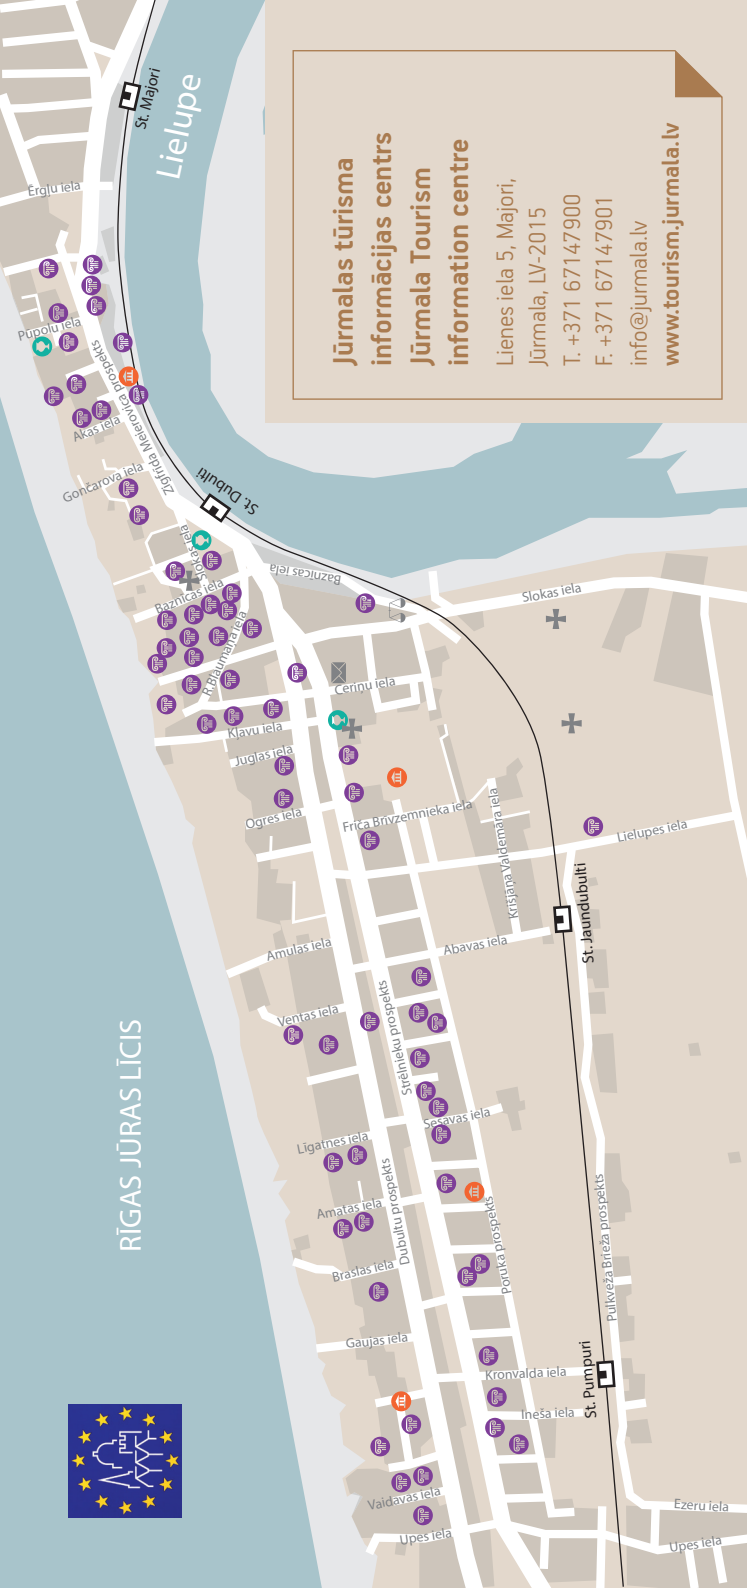 Jūrmalas tūrisma
informācijas centrs
Jūrmala Tourism
information centre
Lienes iela 5, Majori,
Jūrmala, LV-2015
T. +371 67147900
F. +371 67147901
info@jurmala.lv
www.tourism.jurmala.lv
St. Majori
Lielupe
Ērgļu iela
Pūpolu iela
Zigfrīda Meierovica prospekts
Akas iela
Gončarova iela
St. Dubulti
Slokas iela
Baznīcas iela
Baznīcas iela
R.Blaumaņa iela
Slokas iela
Ceriņu iela
Kļavu iela
Juglas iela
Ogres iela
Friča Brīvzemnieka iela
Krišjāņa Valdemāra iela
Lielupes iela
St. Jaundubulti
Abavas iela
Amulas iela
Ventas iela
Strēlnieku prospekts
RĪGAS JŪRAS LĪCIS
Sēsavas iela
Līgatnes iela
Amatas iela
Dubultu prospekts
Poruka prospekts
Pulkveža Brieža prospekts
Braslas iela
Gaujas iela
Kronvalda iela
St. Pumpuri
Ineša iela
Vaidavas iela
Upes iela
Ezeru iela
Upes iela